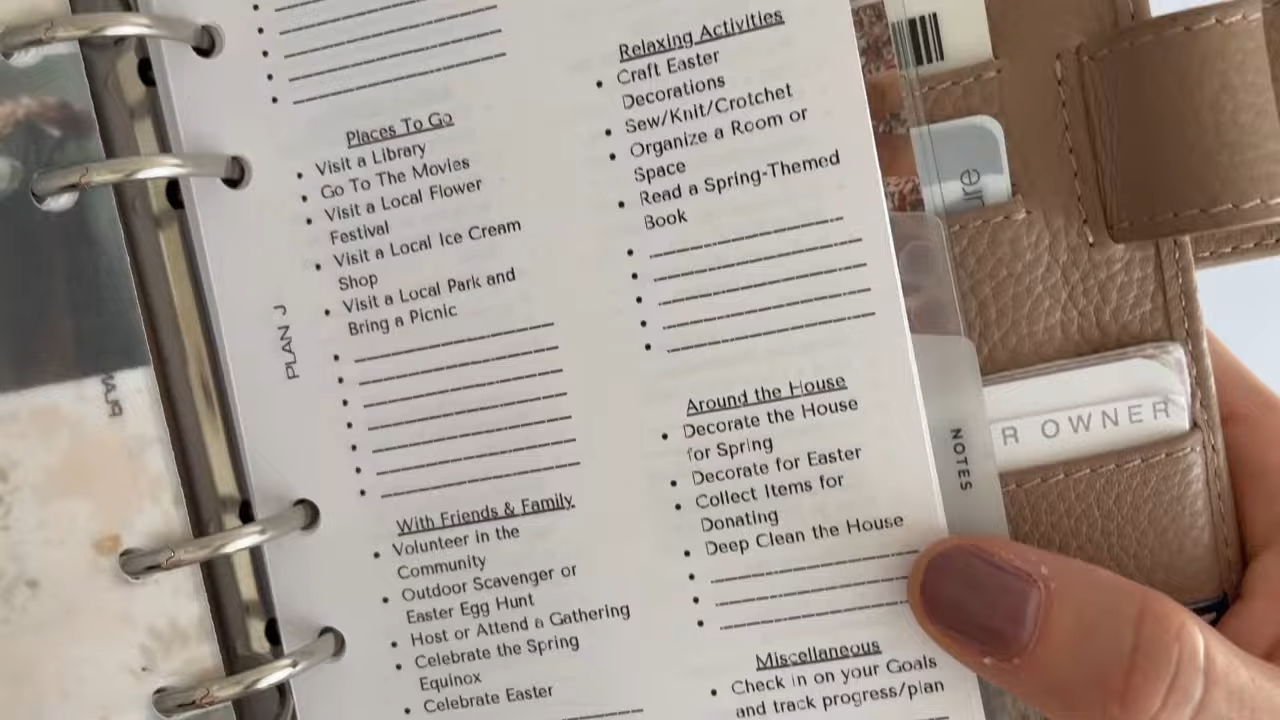 Places To Go
• Visit a Library
• Go To The Movies
• Visit a Local Flower
Festival
• Visit a Local Ice Cream
Shop
• Visit a Local Park and
Bring a Picnic
With Friends & Family
• Volunteer in the
Community
• Outdoor Scavenger or
Easter Egg Hunt
• Host or Attend a Gathering
• Celebrate the Spring
Equinox
• Celebrate Easter
Relaxing Activities
• Craft Easter
Decorations
• Sew/Knit/Crotchet
• Organize a Room or
Space
• Read a Spring-Themed
Book
Around the House
• Decorate the House
for Spring
• Decorate for Easter
• Collect Items for
Donating
• Deep Clean the House
Miscellaneous
• Check in on your Goals
and track progress/plan
PLAN J
NOTES
R OWNER